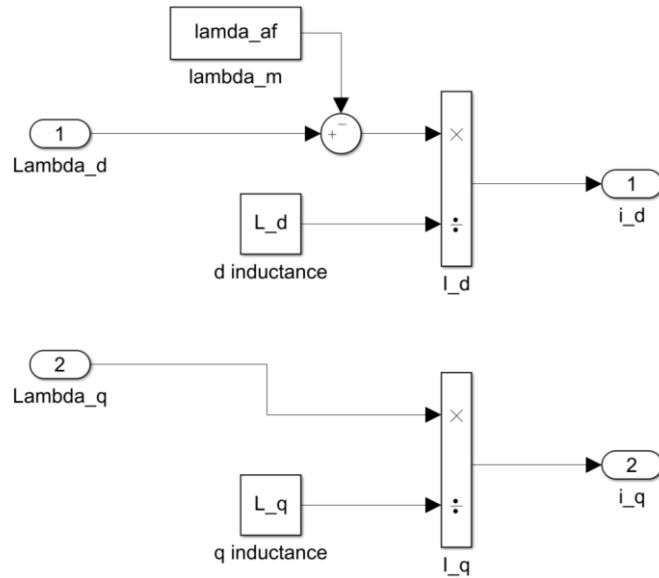 lamda_af
lambda_m
1
Lambda_d
+ −
×
L_d
d inductance
÷
I_d
1
i_d
2
Lambda_q
×
L_q
q inductance
÷
I_q
2
i_q